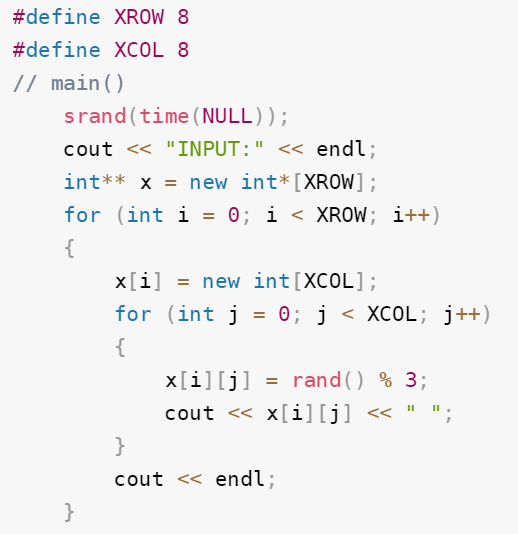 #define XROW 8
#define XCOL 8
// main()
    srand(time(NULL));
    cout << "INPUT:" << endl;
    int** x = new int*[XROW];
    for (int i = 0; i < XROW; i++)
    {
        x[i] = new int[XCOL];
        for (int j = 0; j < XCOL; j++)
        {
            x[i][j] = rand() % 3;
            cout << x[i][j] << " ";
        }
        cout << endl;
    }